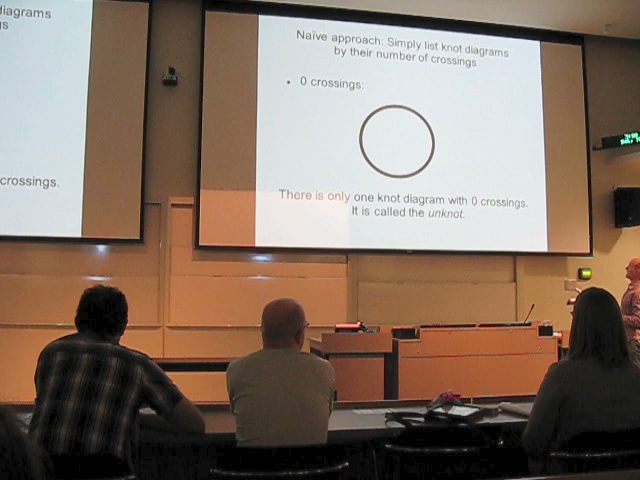 diagrams
gs
crossings.
Naïve approach: Simply list knot diagrams
by their number of crossings
• 0 crossings:
There is only one knot diagram with 0 crossings.
It is called the unknot.